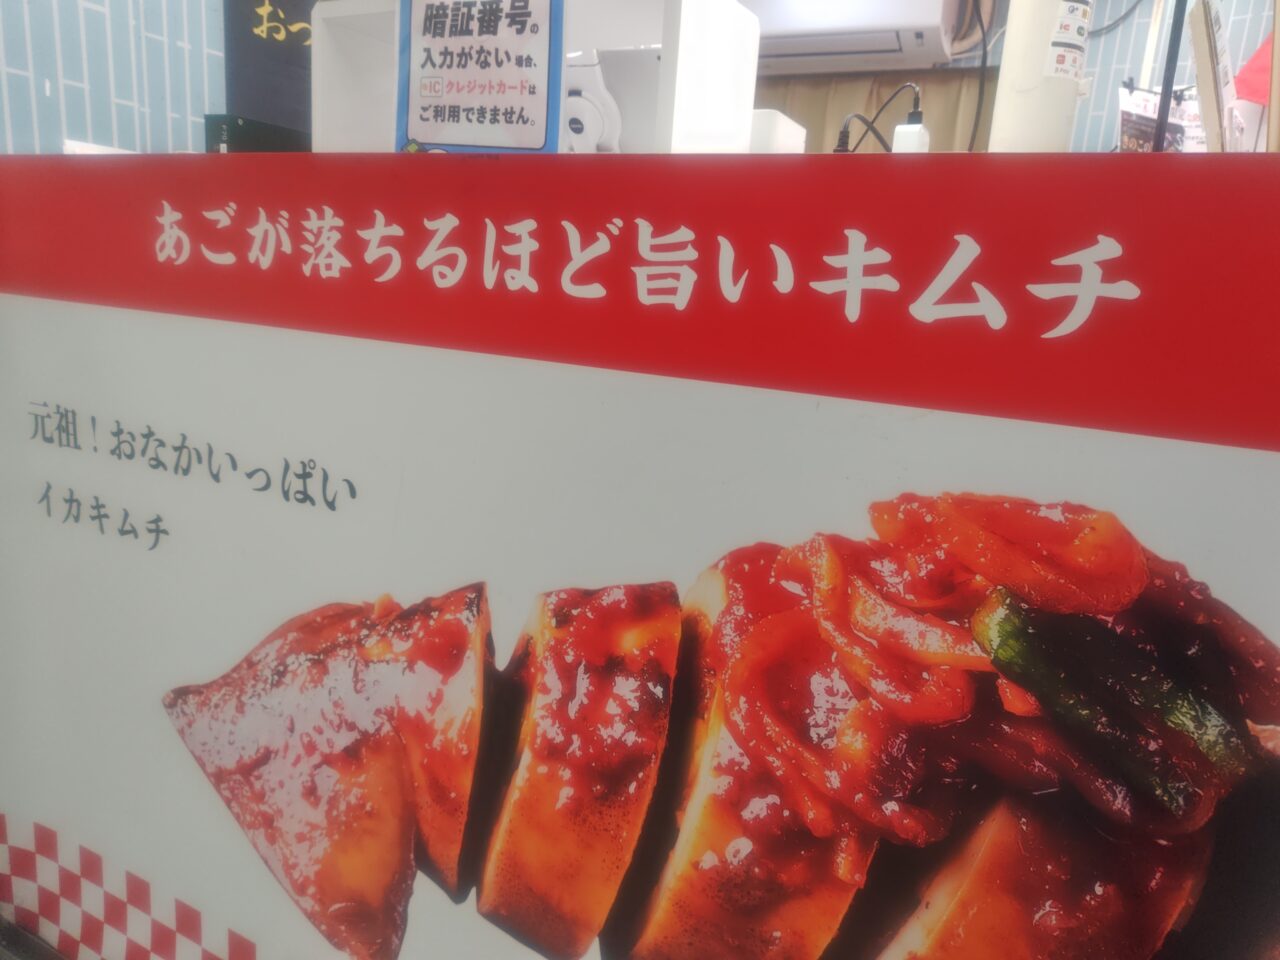 おっ
暗証番号の
入力がない場合、
IC クレジットカードは
ご利用できません。
あごが落ちるほど旨いキムチ
元祖！おなかいっぱい
イカキムチ